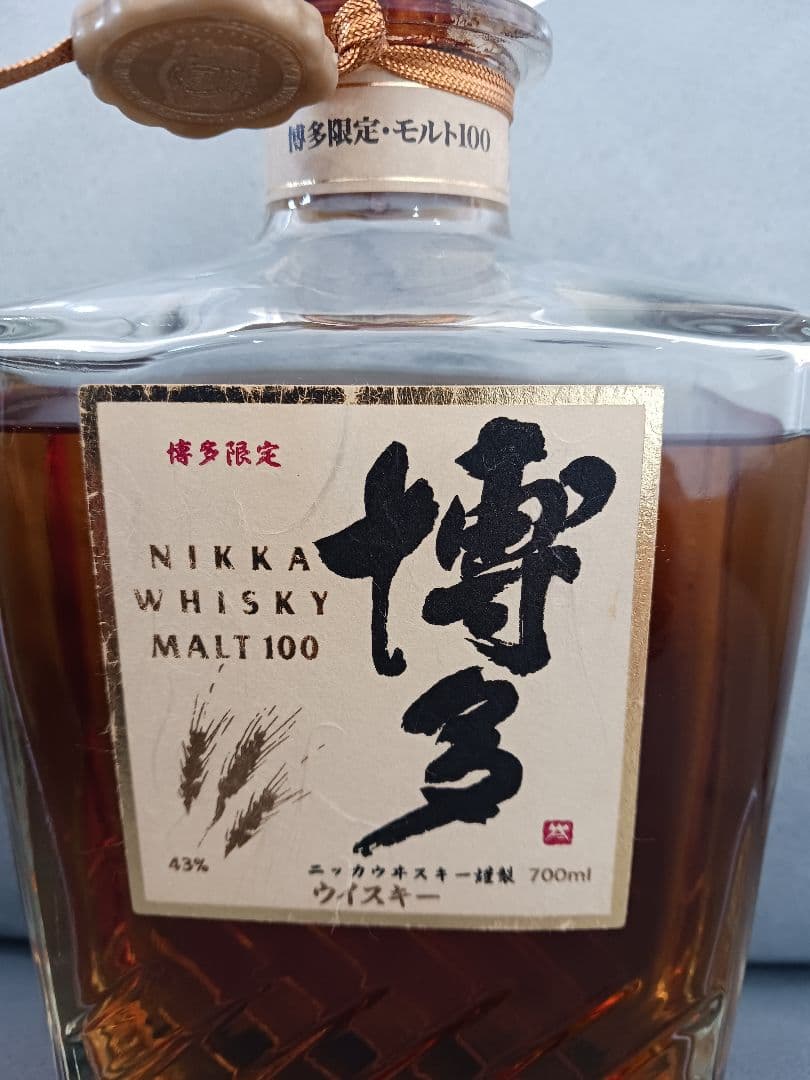 博多限定・モルト100
博多限定
博多
NIKKA
WHISKY
MALT 100
43%
ニッカウヰスキー謹製 700ml
ウイスキー